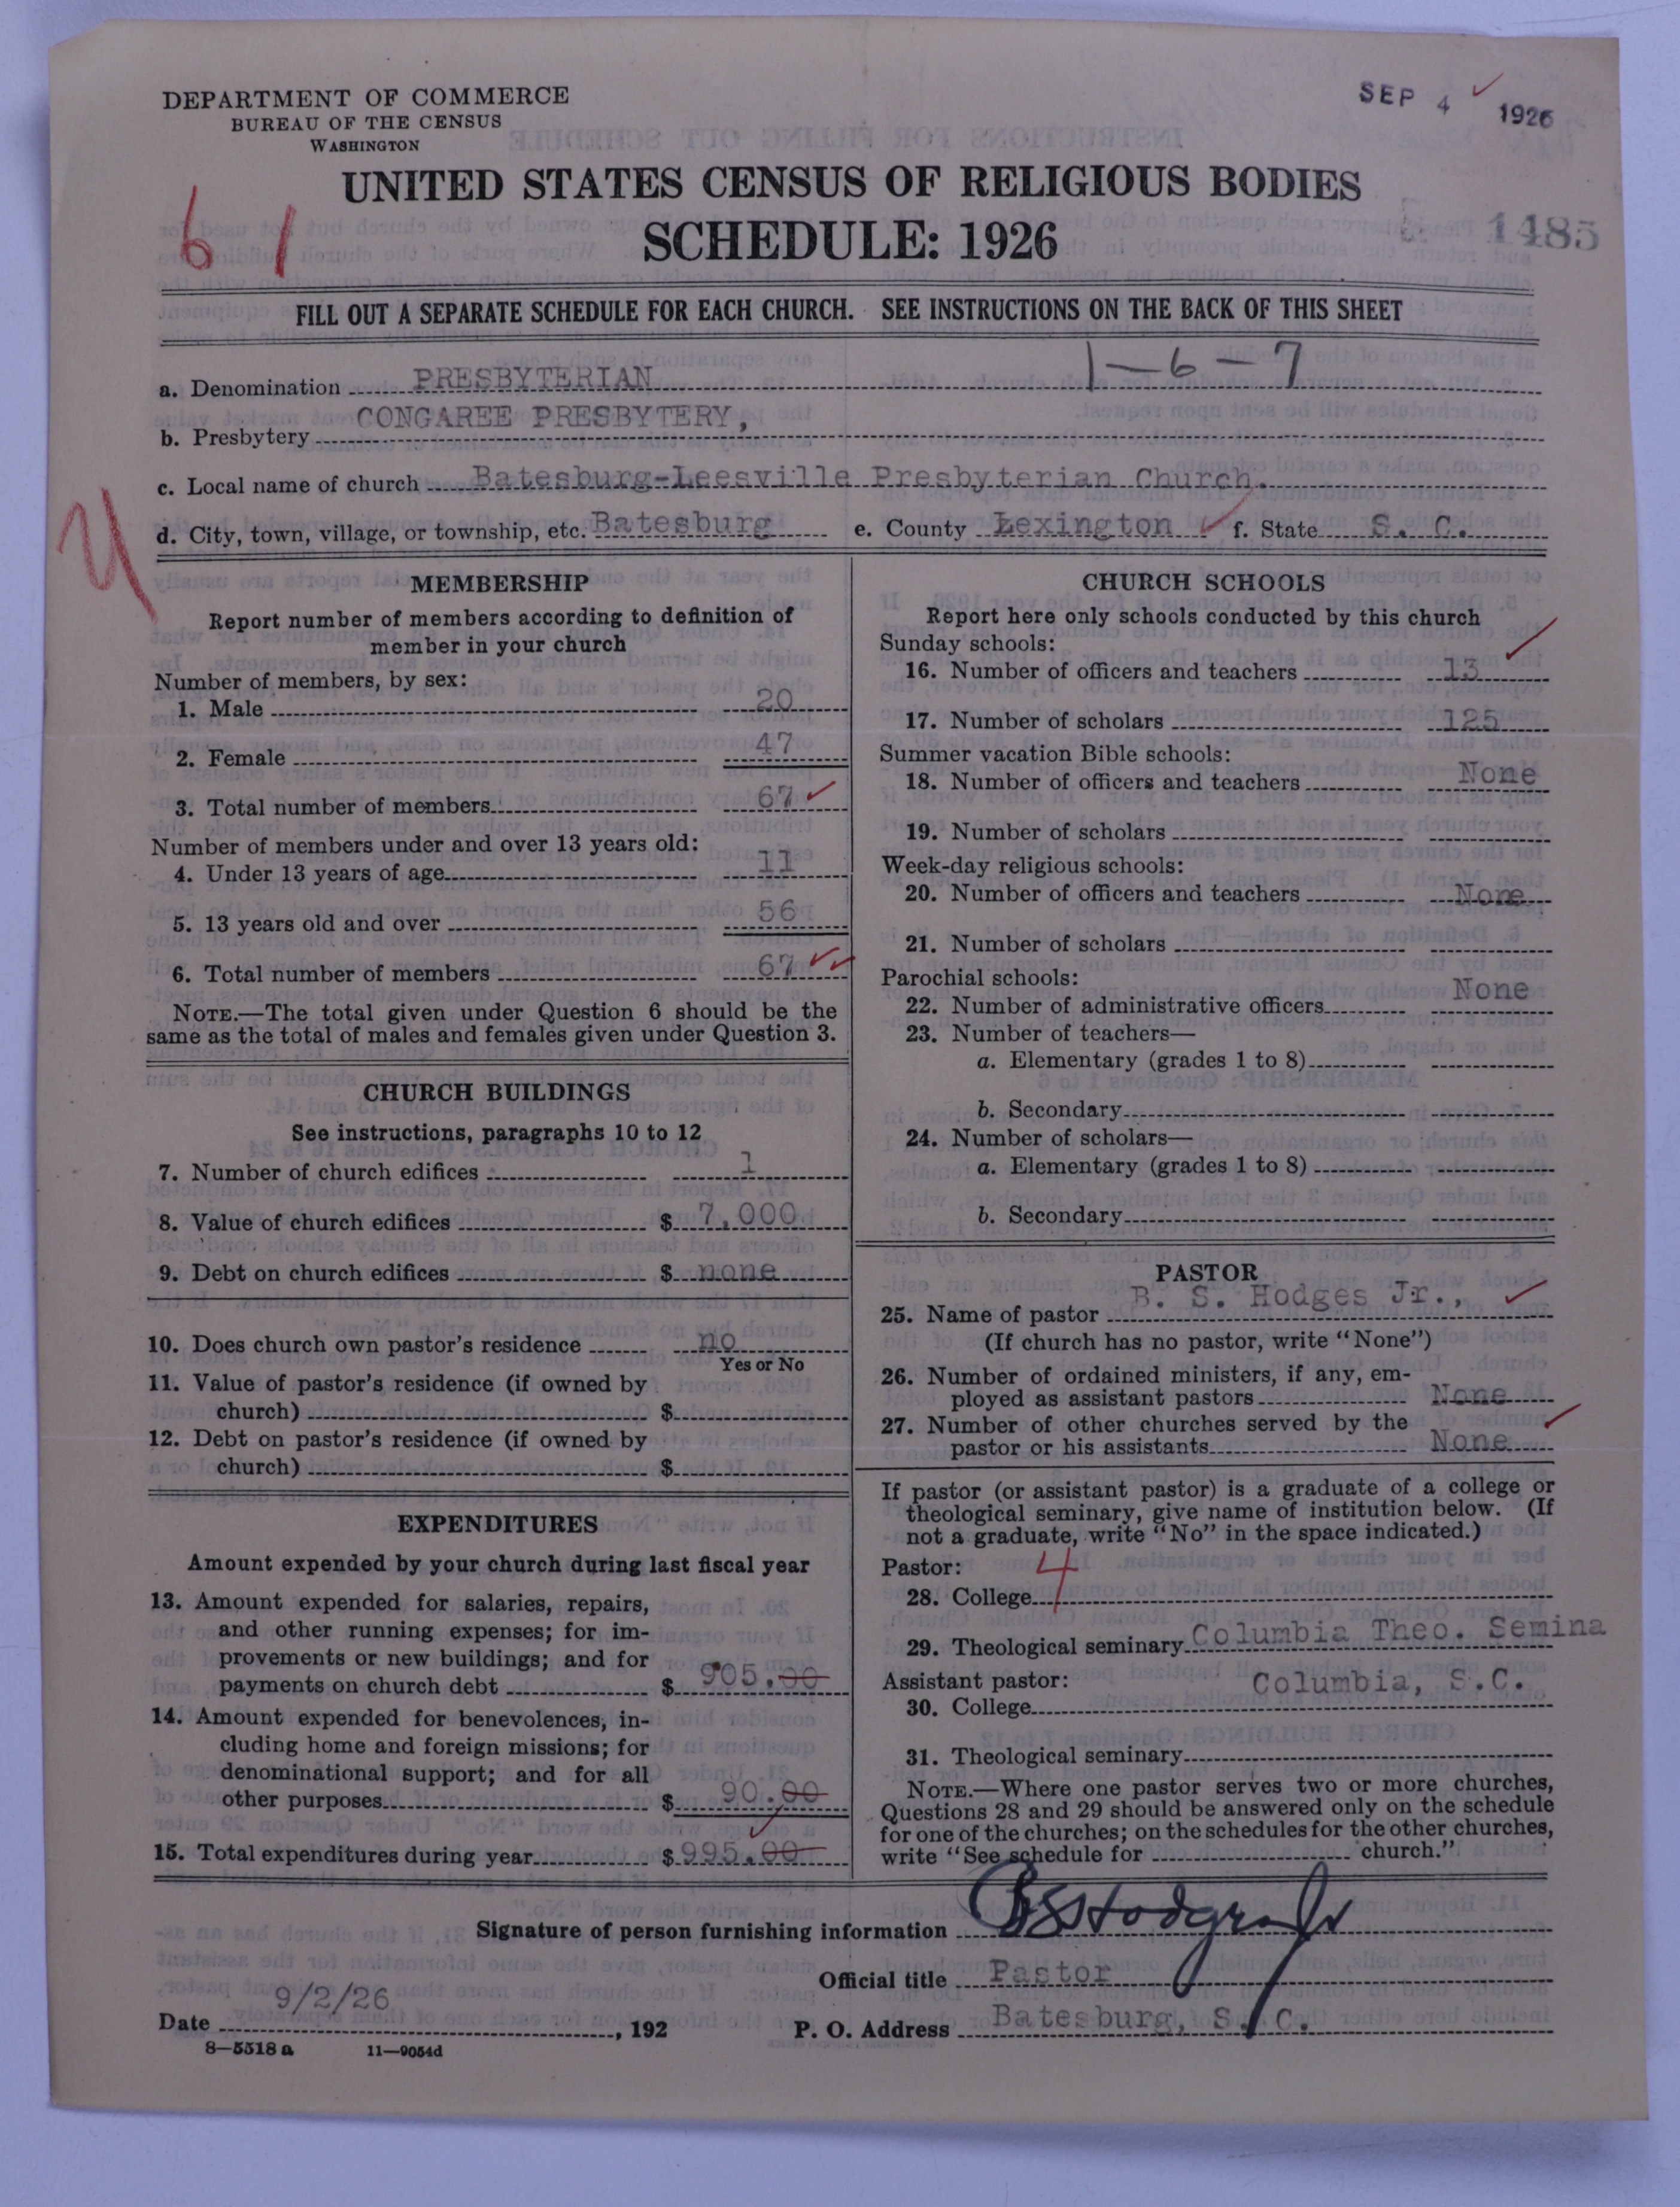 DEPARTMENT OF COMMERCE
BUREAU OF THE CENSUS
WASHINGTON
SEP 4 1926
UNITED STATES CENSUS OF RELIGIOUS BODIES
SCHEDULE: 1926
61
1485
FILL OUT A SEPARATE SCHEDULE FOR EACH CHURCH. SEE INSTRUCTIONS ON THE BACK OF THIS SHEET
1-6-7
a. Denomination PRESBYTERIAN
b. Presbytery CONGAREE PRESBYTERY,
c. Local name of church Batesburg-Leesville Presbyterian Church.
d. City, town, village, or township, etc. Batesburg e. County Lexington f. State S. C.
MEMBERSHIP
Report number of members according to definition of
member in your church
Number of members, by sex:
1. Male 20
2. Female 47
3. Total number of members 67
Number of members under and over 13 years old:
4. Under 13 years of age 11
5. 13 years old and over 56
6. Total number of members 67
NOTE.—The total given under Question 6 should be the
same as the total of males and females given under Question 3.
CHURCH BUILDINGS
See instructions, paragraphs 10 to 12
7. Number of church edifices 1
8. Value of church edifices $ 7,000
9. Debt on church edifices $ none
10. Does church own pastor's residence no
Yes or No
11. Value of pastor's residence (if owned by
church) $
12. Debt on pastor's residence (if owned by
church) $
EXPENDITURES
Amount expended by your church during last fiscal year
13. Amount expended for salaries, repairs,
and other running expenses; for im-
provements or new buildings; and for
payments on church debt $ 905.00
14. Amount expended for benevolences, in-
cluding home and foreign missions; for
denominational support; and for all
other purposes $ 90.00
15. Total expenditures during year $ 995.00
CHURCH SCHOOLS
Report here only schools conducted by this church
Sunday schools:
16. Number of officers and teachers 13
17. Number of scholars 125
Summer vacation Bible schools:
18. Number of officers and teachers None
19. Number of scholars
Week-day religious schools:
20. Number of officers and teachers None
21. Number of scholars
Parochial schools:
22. Number of administrative officers None
23. Number of teachers—
a. Elementary (grades 1 to 8)
b. Secondary
24. Number of scholars—
a. Elementary (grades 1 to 8)
b. Secondary
PASTOR
25. Name of pastor B. S. Hodges Jr.,
(If church has no pastor, write "None")
26. Number of ordained ministers, if any, em-
ployed as assistant pastors None
27. Number of other churches served by the
pastor or his assistants None
If pastor (or assistant pastor) is a graduate of a college or
theological seminary, give name of institution below. (If
not a graduate, write "No" in the space indicated.)
Pastor: 4
28. College
29. Theological seminary Columbia Theo. Semina
Assistant pastor: Columbia, S.C.
30. College
31. Theological seminary
NOTE.—Where one pastor serves two or more churches,
Questions 28 and 29 should be answered only on the schedule
for one of the churches; on the schedules for the other churches,
write "See schedule for church."
Signature of person furnishing information BSHodges Jr
Official title Pastor
Date 9/2/26, 192 P. O. Address Batesburg, S. C.
8—5518 a 11—9054d